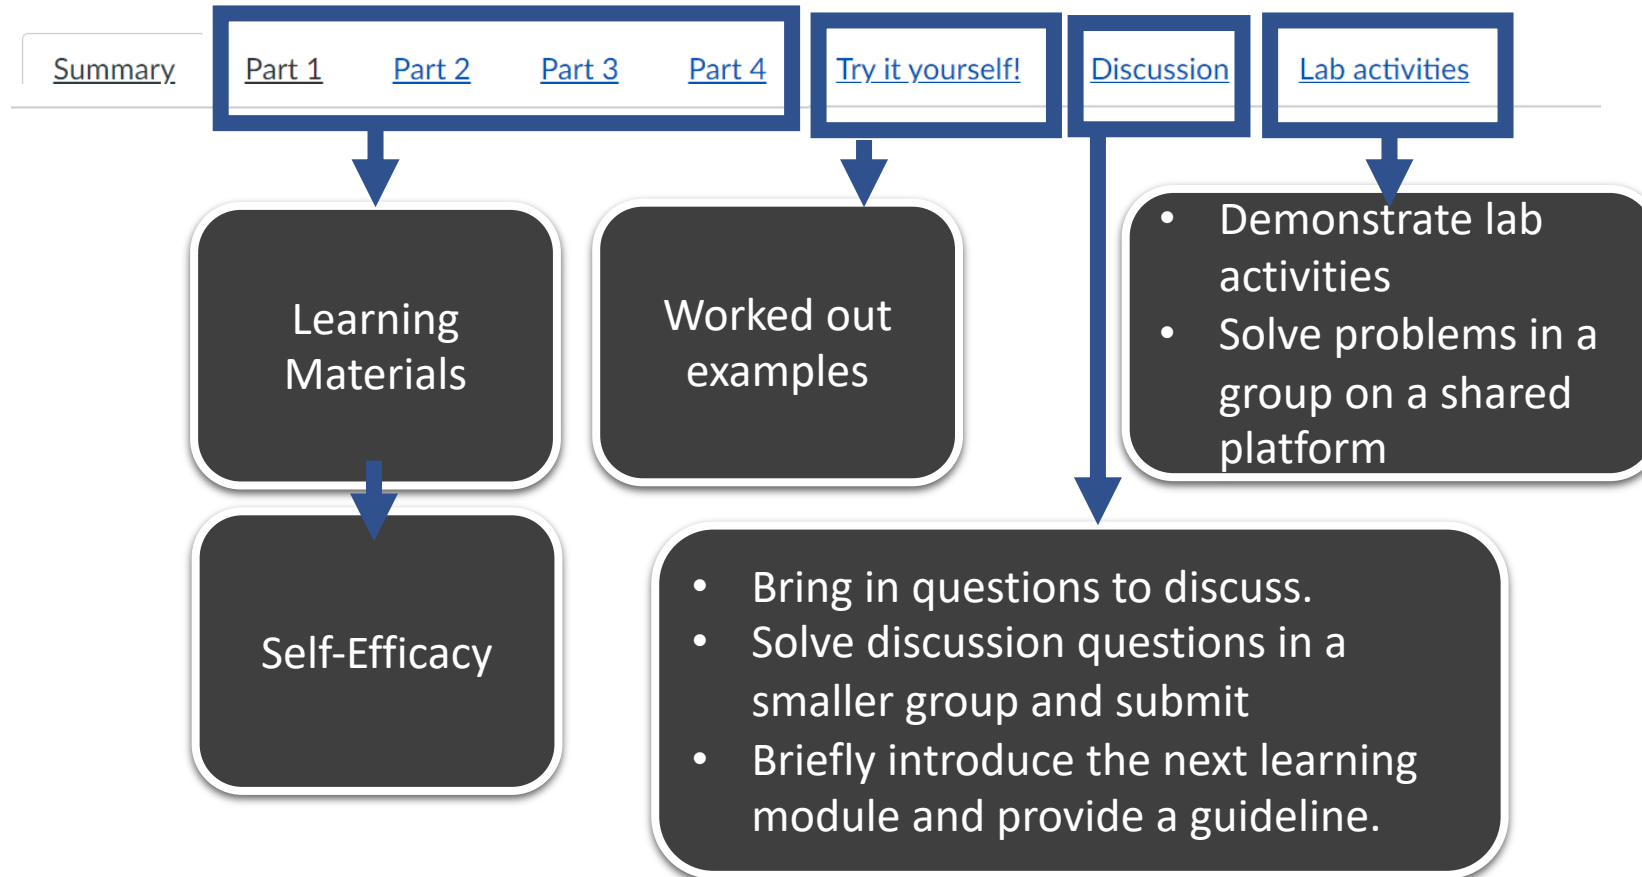 Summary Part 1 Part 2 Part 3 Part 4 Try it yourself! Discussion Lab activities
Learning
Materials
Worked out
examples
• Demonstrate lab
activities
• Solve problems in a
group on a shared
platform
Self-Efficacy
• Bring in questions to discuss.
• Solve discussion questions in a
smaller group and submit
• Briefly introduce the next learning
module and provide a guideline.